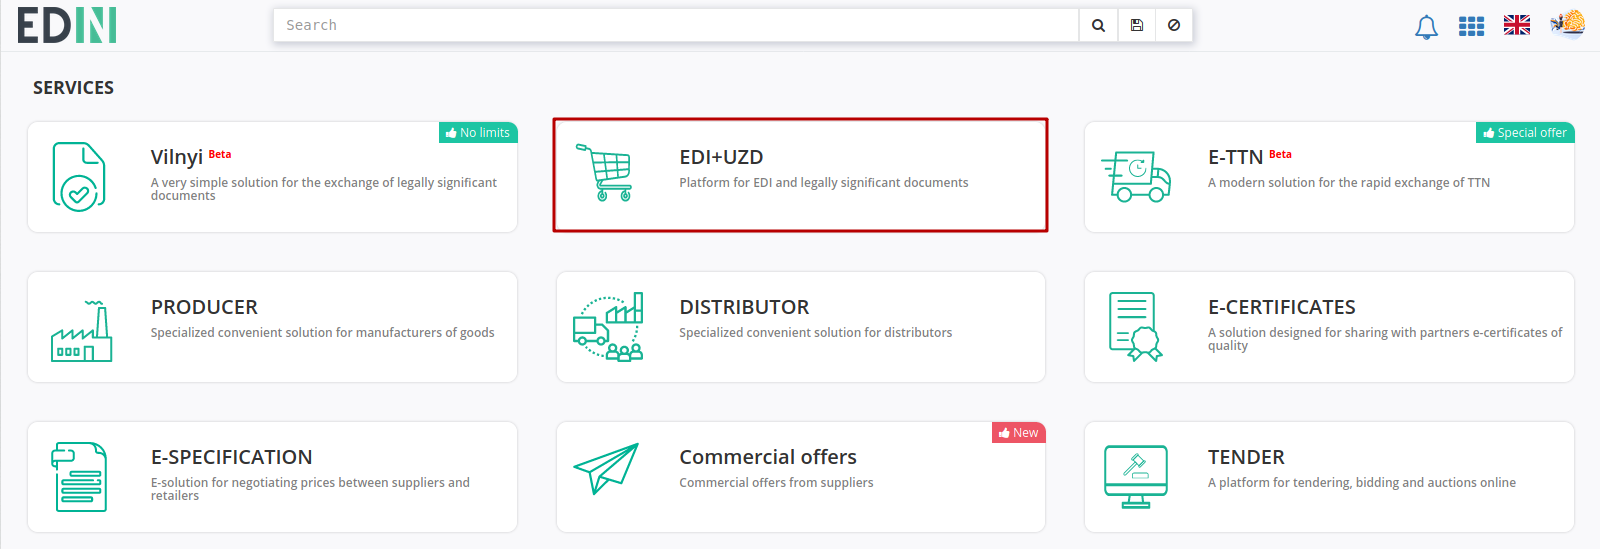 EDIN
Search
SERVICES
No limits
Vilnyi Beta
A very simple solution for the exchange of legally significant
documents
EDI+UZD
Platform for EDI and legally significant documents
Special offer
E-TTN Beta
A modern solution for the rapid exchange of TTN
PRODUCER
Specialized convenient solution for manufacturers of goods
DISTRIBUTOR
Specialized convenient solution for distributors
E-CERTIFICATES
A solution designed for sharing with partners e-certificates of
quality
E-SPECIFICATION
E-solution for negotiating prices between suppliers and
retailers
New
Commercial offers
Commercial offers from suppliers
TENDER
A platform for tendering, bidding and auctions online